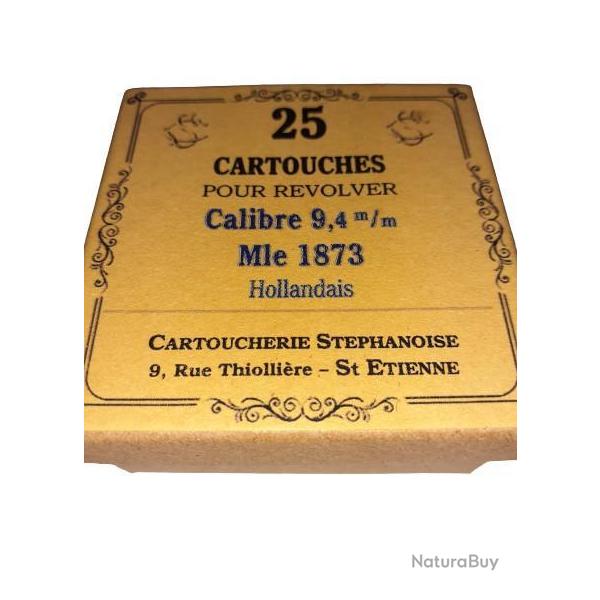 25
CARTOUCHES
POUR REVOLVER
Calibre 9,4 m/m
Mle 1873
Hollandais
CARTOUCHERIE STEPHANOISE
9, Rue Thiollière – St ETIENNE
NaturaBuy